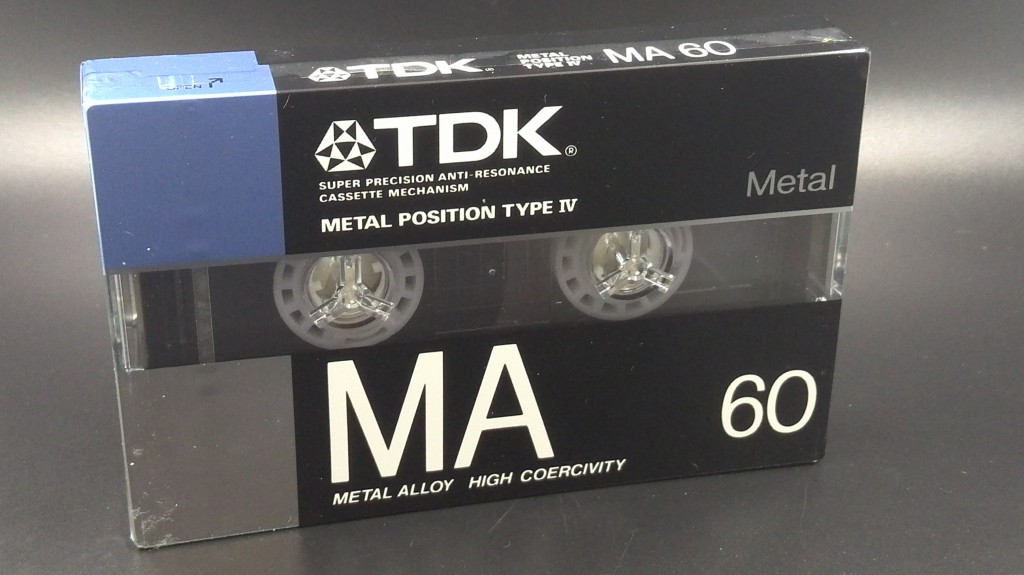 OPEN
TDK
METAL
POSITION
TYPE IV
MA 60
TDK®
SUPER PRECISION ANTI-RESONANCE
CASSETTE MECHANISM
METAL POSITION TYPE IV
Metal
MA
60
METAL ALLOY HIGH COERCIVITY